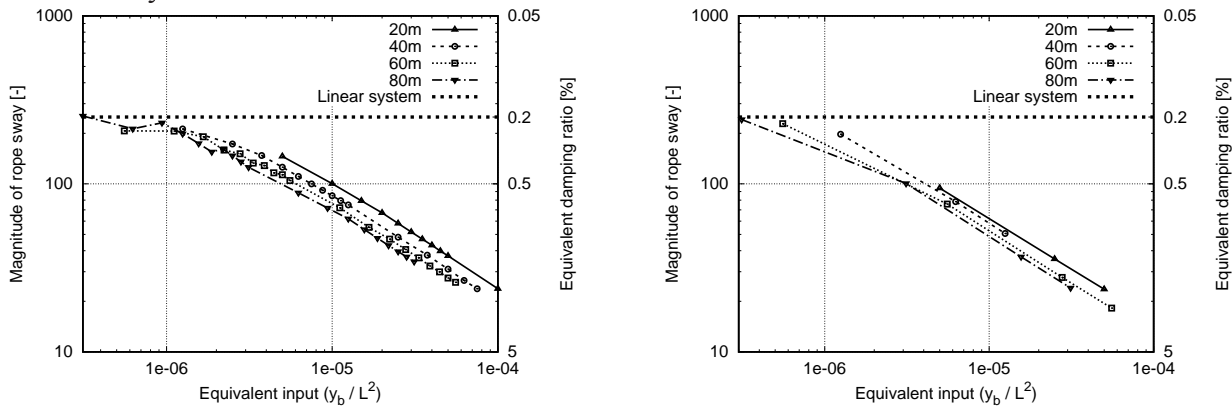 1000
100
10
Magnitude of rope sway [-]
20m
40m
60m
80m
Linear system
0.05
0.2
0.5
5
Equivalent damping ratio [%]
1e-06
1e-05
1e-04
Equivalent input (y_b / L^2)
1000
100
10
Magnitude of rope sway [-]
20m
40m
60m
80m
Linear system
0.05
0.2
0.5
5
Equivalent damping ratio [%]
1e-06
1e-05
1e-04
Equivalent input (y_b / L^2)